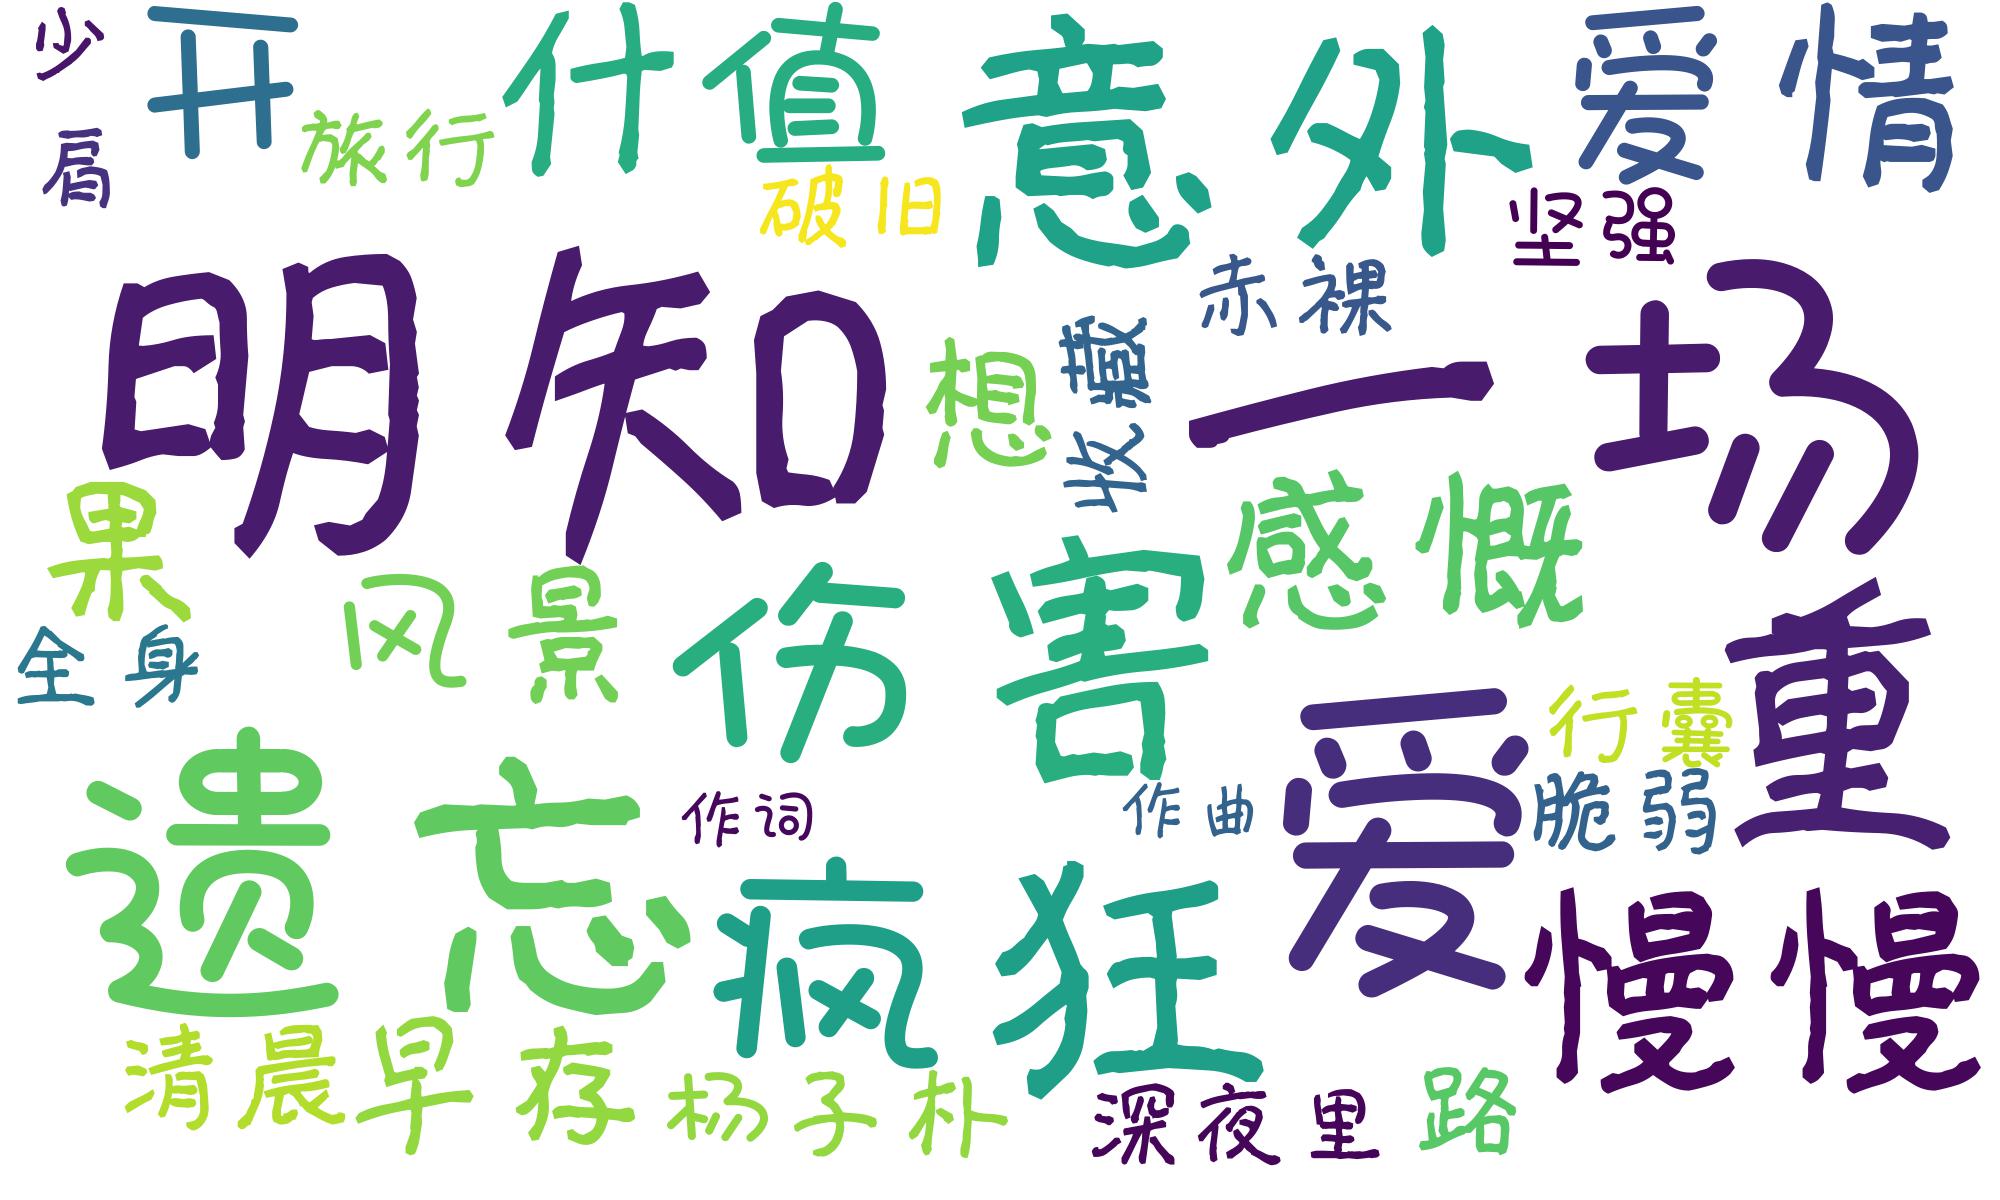 少
开
什
值
意外
爱情
肩
旅行
破旧
坚强
明知
赤裸
收藏
想
一场
果
感慨
风景
伤害
重
全身
行囊
遗忘
爱
脆弱
作词
作曲
疯狂
慢慢
清晨
早
存
杨子朴
深夜里
路